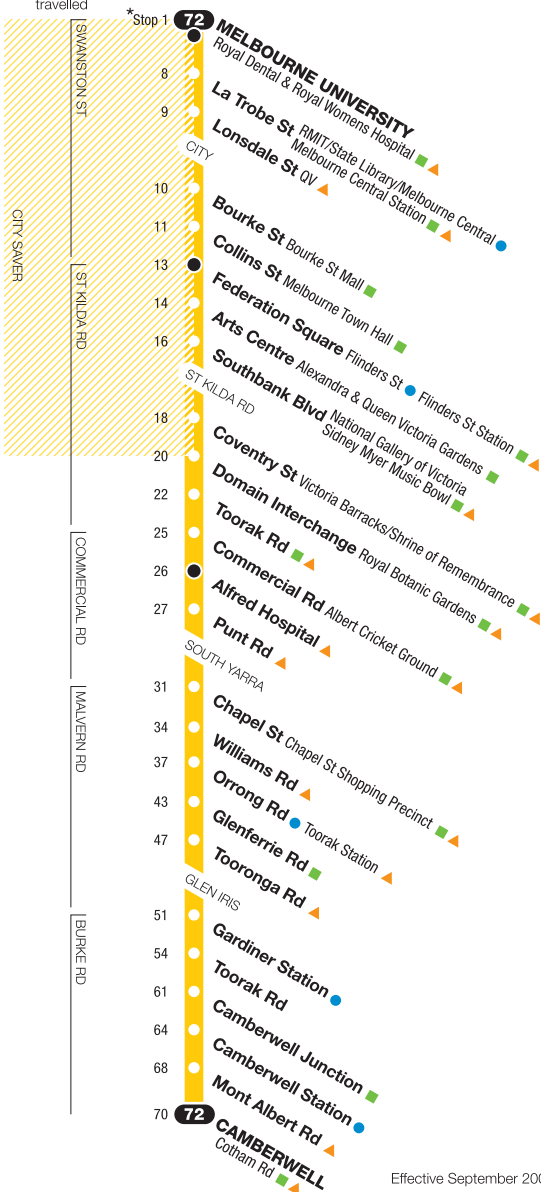 travelled
*Stop 1 72 MELBOURNE UNIVERSITY
Royal Dental & Royal Womens Hospital
8 La Trobe St RMIT/State Library/Melbourne Central
Melbourne Central Station
9 Lonsdale St QV
CITY
10 Bourke St Bourke St Mall
11 Collins St Melbourne Town Hall
13 Federation Square Flinders St Flinders St Station
14 Arts Centre Alexandra & Queen Victoria Gardens
16 Southbank Blvd National Gallery of Victoria
Sidney Myer Music Bowl
ST KILDA RD
18 Coventry St Victoria Barracks/Shrine of Remembrance
20 Domain Interchange Royal Botanic Gardens
22 Toorak Rd
25 Commercial Rd Albert Cricket Ground
26 Alfred Hospital
27 Punt Rd
SOUTH YARRA
31 Chapel St Chapel St Shopping Precinct
34 Williams Rd
37 Orrong Rd Toorak Station
43 Glenferrie Rd
47 Tooronga Rd
GLEN IRIS
51 Gardiner Station
54 Toorak Rd
61 Camberwell Junction
64 Camberwell Station
68 Mont Albert Rd
70 72 CAMBERWELL
Cotham Rd
CITY SAVER
SWANSTON ST
ST KILDA RD
COMMERCIAL RD
MALVERN RD
BURKE RD
Effective September